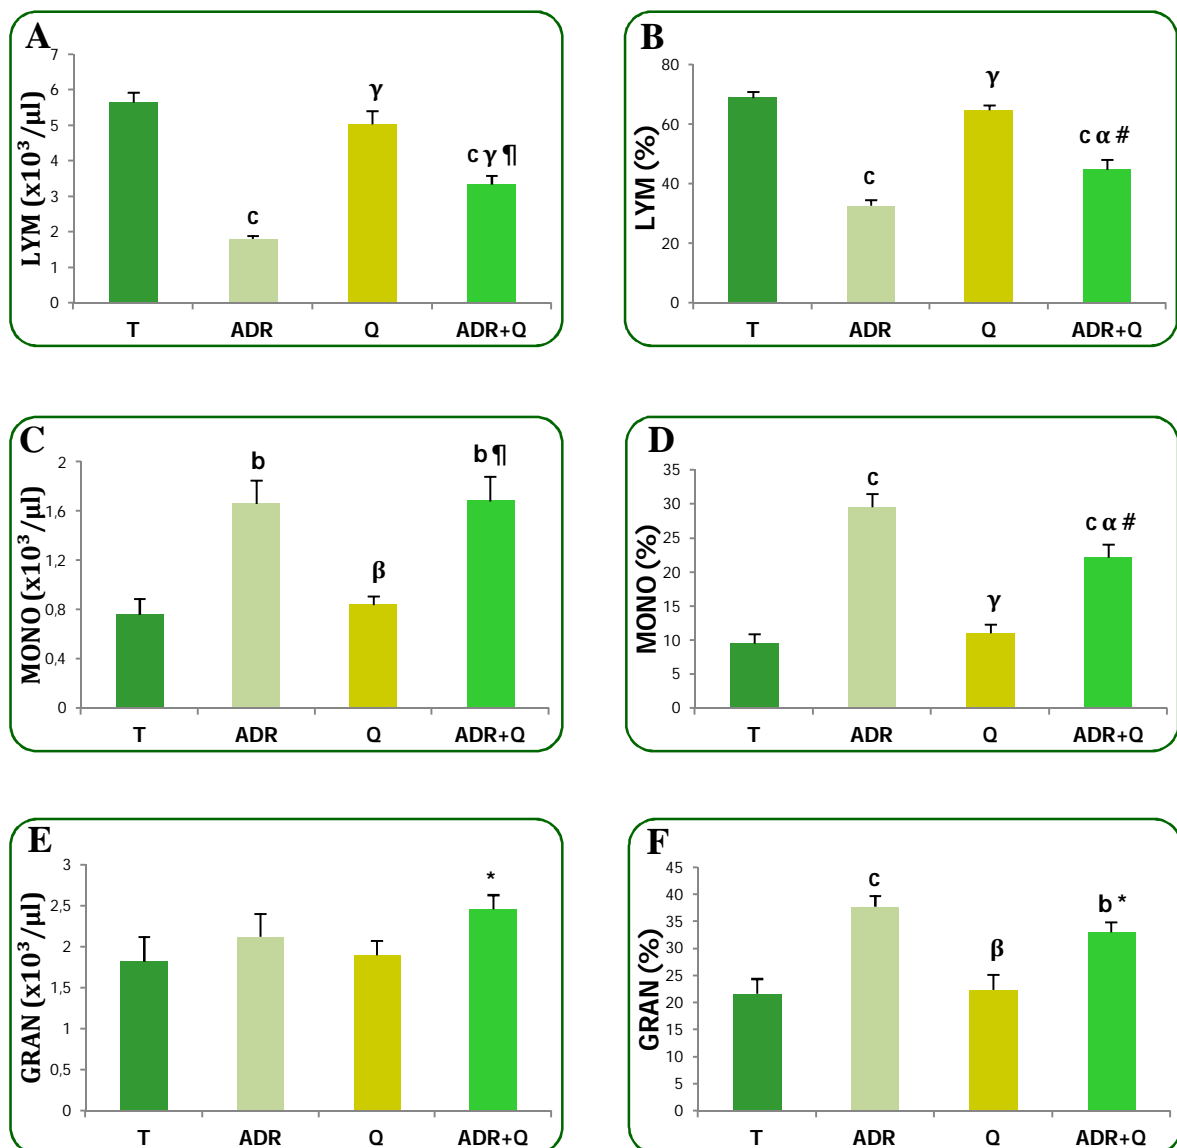 A
LYM (x10³/µl)
7
6
5
4
3
2
1
0
c
γ
c γ ¶
T ADR Q ADR+Q
B
LYM (%)
80
60
40
20
0
c
γ
c α #
T ADR Q ADR+Q
C
MONO (x10³/µl)
2
1,6
1,2
0,8
0,4
0
b
β
b ¶
T ADR Q ADR+Q
D
MONO (%)
35
30
25
20
15
10
5
0
c
γ
c α #
T ADR Q ADR+Q
E
GRAN (x10³/µl)
3
2,5
2
1,5
1
0,5
0
*
T ADR Q ADR+Q
F
GRAN (%)
45
40
35
30
25
20
15
10
5
0
c
β
b *
T ADR Q ADR+Q